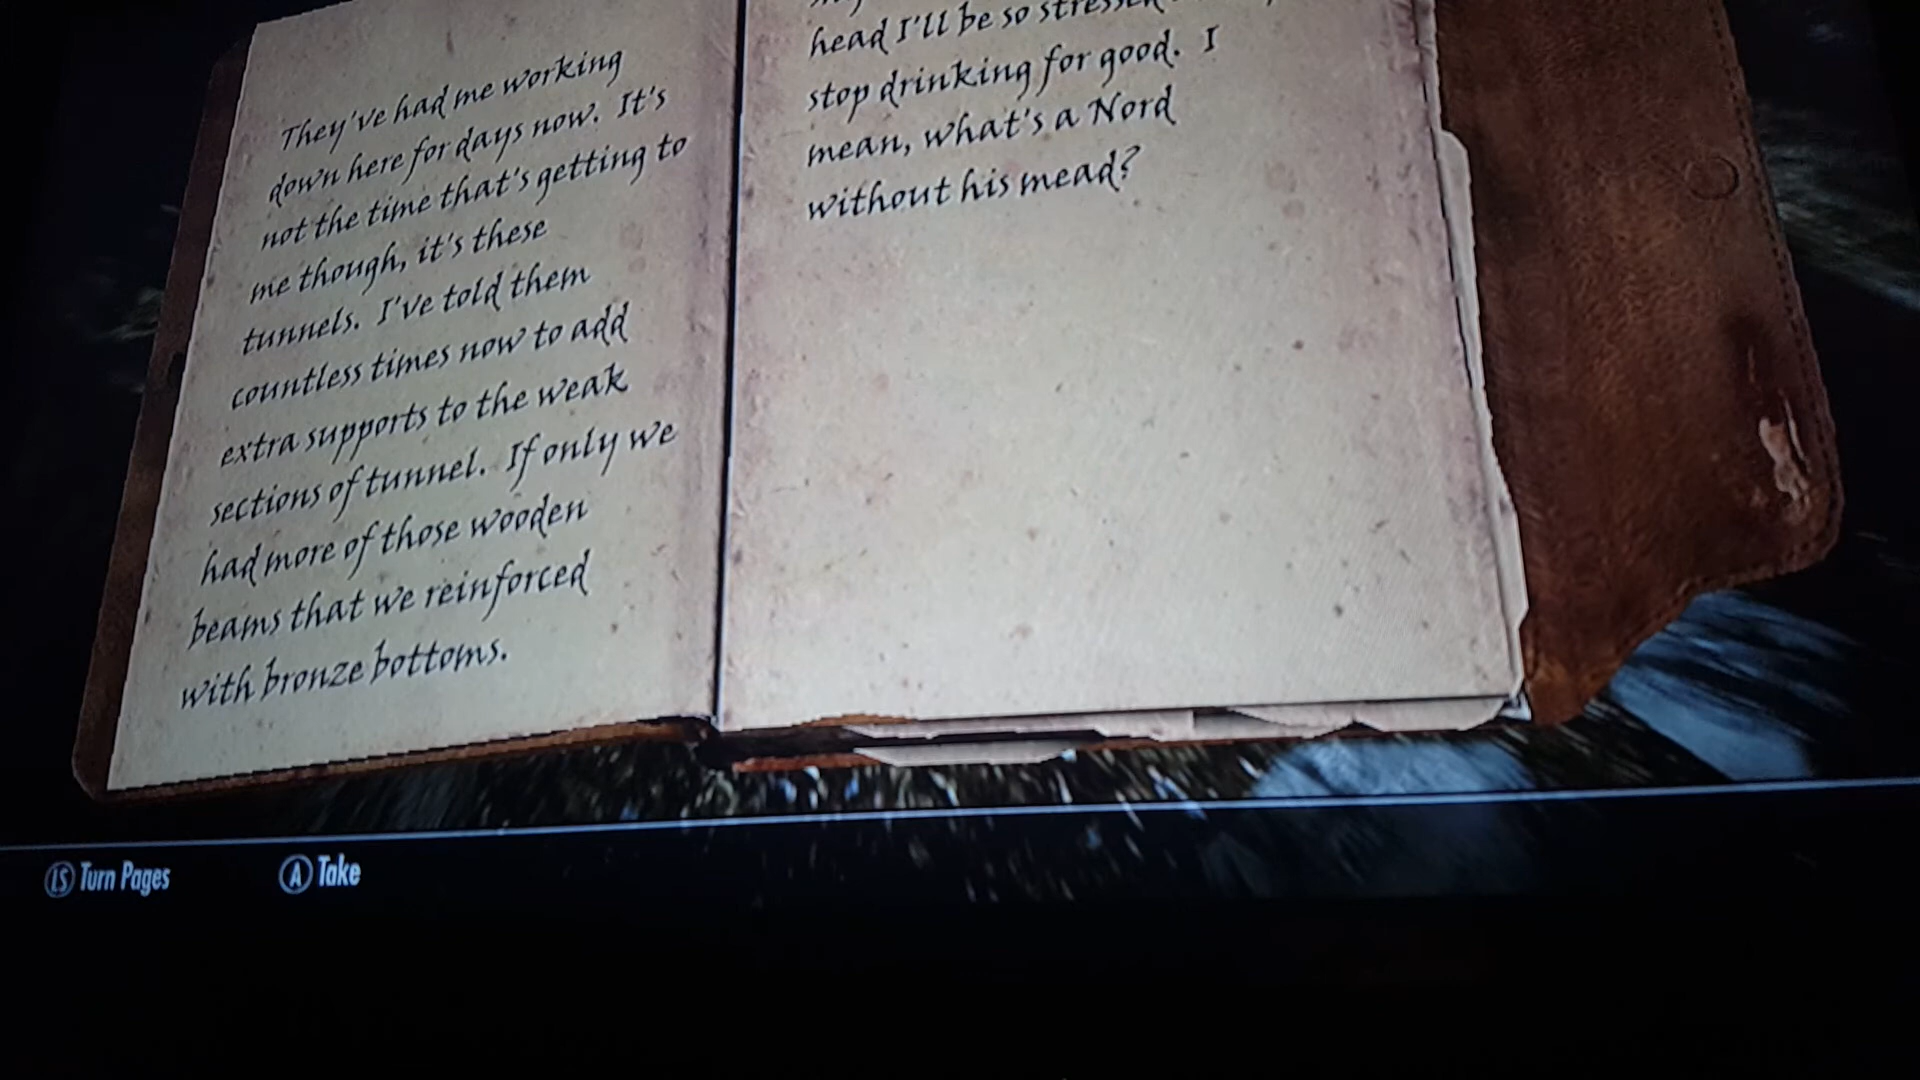 They've had me working
down here for days now. It's
not the time that's getting to
me though, it's these
tunnels. I've told them
countless times now to add
extra supports to the weak
sections of tunnel. If only we
had more of those wooden
beams that we reinforced
with bronze bottoms.
head I'll be so stressed
stop drinking for good. I
mean, what's a Nord
without his mead?
LS Turn Pages
A Take